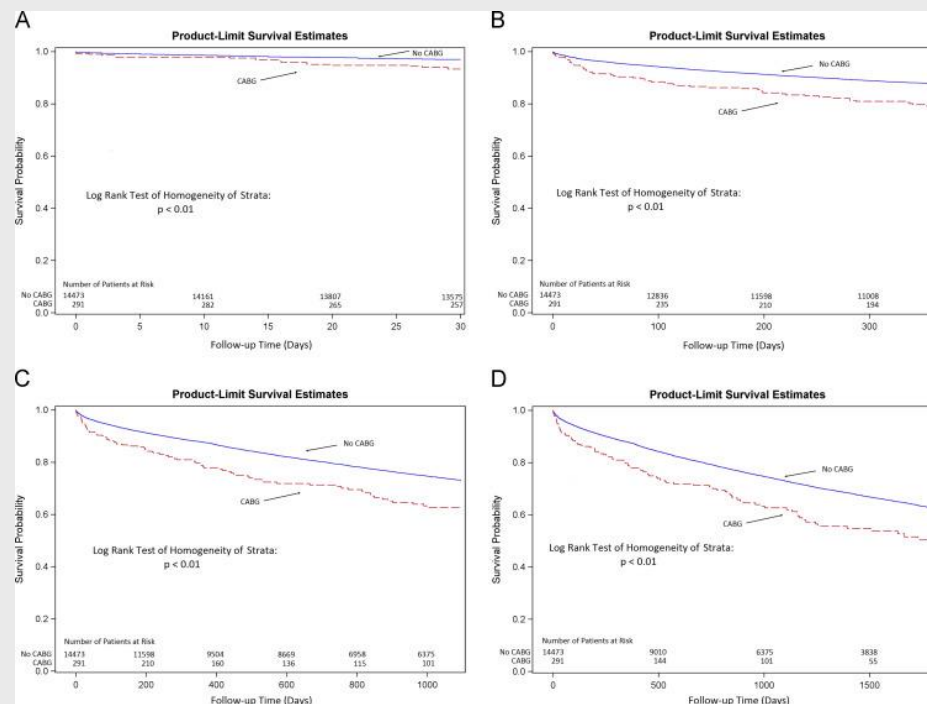 A
Product-Limit Survival Estimates
1.0
0.8
0.6
0.4
0.2
0.0
Survival Probability
No CABG
CABG
Log Rank Test of Homogeneity of Strata:
p < 0.01
Number of Patients at Risk
No CABG 14473 14161 13807 13575
CABG 291 282 265 257
0 5 10 15 20 25 30
Follow-up Time (Days)
B
Product-Limit Survival Estimates
1.0
0.8
0.6
0.4
0.2
0.0
Survival Probability
No CABG
CABG
Log Rank Test of Homogeneity of Strata:
p < 0.01
Number of Patients at Risk
No CABG 14473 12836 11598 11008
CABG 291 235 210 194
0 100 200 300
Follow-up Time (Days)
C
Product-Limit Survival Estimates
1.0
0.8
0.6
0.4
0.2
0.0
Survival Probability
No CABG
CABG
Log Rank Test of Homogeneity of Strata:
p < 0.01
Number of Patients at Risk
No CABG 14473 11598 9504 8669 6958 6375
CABG 291 210 160 136 115 101
0 200 400 600 800 1000
Follow-up Time (Days)
D
Product-Limit Survival Estimates
1.0
0.8
0.6
0.4
0.2
0.0
Survival Probability
No CABG
CABG
Log Rank Test of Homogeneity of Strata:
p < 0.01
Number of Patients at Risk
No CABG 14473 9010 6375 3838
CABG 291 144 101 55
0 500 1000 1500
Follow-up Time (Days)